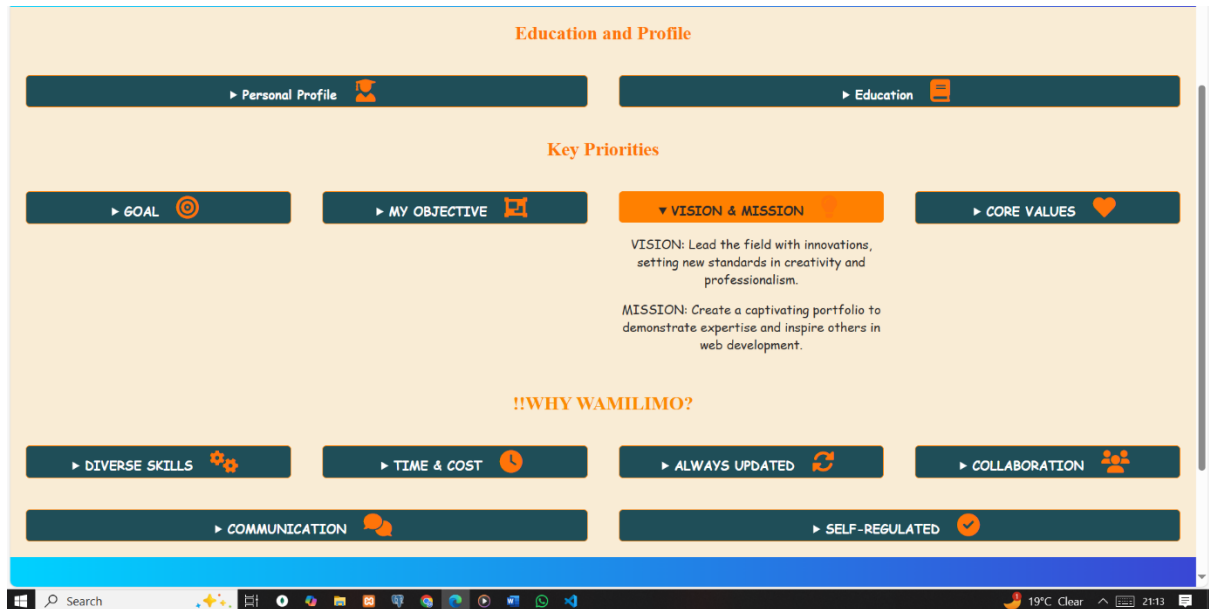 Education and Profile
▸ Personal Profile
▸ Education
Key Priorities
▸ GOAL
▸ MY OBJECTIVE
▾ VISION & MISSION
▸ CORE VALUES
VISION: Lead the field with innovations,
setting new standards in creativity and
professionalism.
MISSION: Create a captivating portfolio to
demonstrate expertise and inspire others in
web development.
!!WHY WAMILIMO?
▸ DIVERSE SKILLS
▸ TIME & COST
▸ ALWAYS UPDATED
▸ COLLABORATION
▸ COMMUNICATION
▸ SELF-REGULATED
Search
19°C Clear
21:13